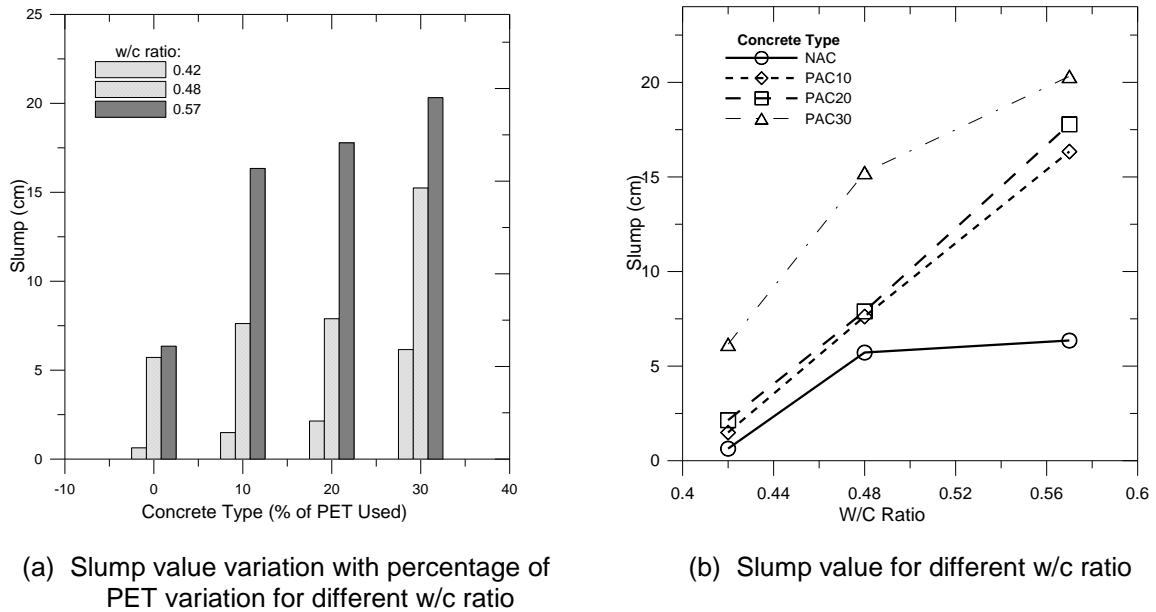 25
20
15
10
5
0
Slump (cm)
w/c ratio:
0.42
0.48
0.57
-10 0 10 20 30 40
Concrete Type (% of PET Used)
(a) Slump value variation with percentage of
PET variation for different w/c ratio
20
15
10
5
0
Slump (cm)
Concrete Type
NAC
PAC10
PAC20
PAC30
0.4 0.44 0.48 0.52 0.56 0.6
W/C Ratio
(b) Slump value for different w/c ratio